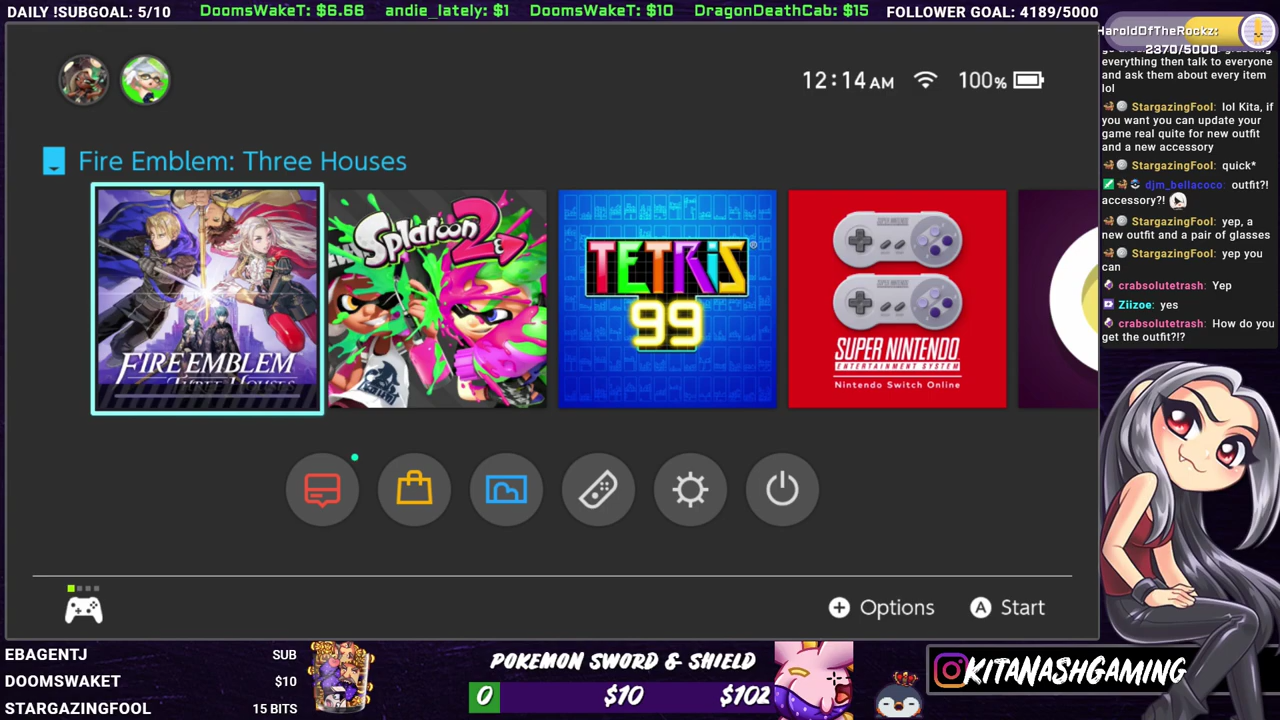 DAILY !SUBGOAL: 5/10
DoomsWakeT: $6.66 andie_lately: $1 DoomsWakeT: $10 DragonDeathCab: $15
FOLLOWER GOAL: 4189/5000
HaroldOfTheRockz:
2370/5000
everything then talk to everyone
and ask them about every item
lol
StargazingFool: lol Kita, if
you want you can update your
game real quite for new outfit
and a new accessory
StargazingFool: quick*
djm_bellacoco: outfit?!
accessory?!
StargazingFool: yep, a
new outfit and a pair of glasses
StargazingFool: yep you
can
crabsolutetrash: Yep
Ziizoe: yes
crabsolutetrash: How do you
get the outfit?!?
12:14 AM 100%
Fire Emblem: Three Houses
FIRE EMBLEM
THREE HOUSES
Splatoon 2
TETRIS®
99
SUPER NINTENDO
ENTERTAINMENT SYSTEM
Nintendo Switch Online
+ Options
A Start
EBAGENTJ SUB
DOOMSWAKET $10
STARGAZINGFOOL 15 BITS
POKEMON SWORD & SHIELD
0 $10 $102
KITANASHGAMING